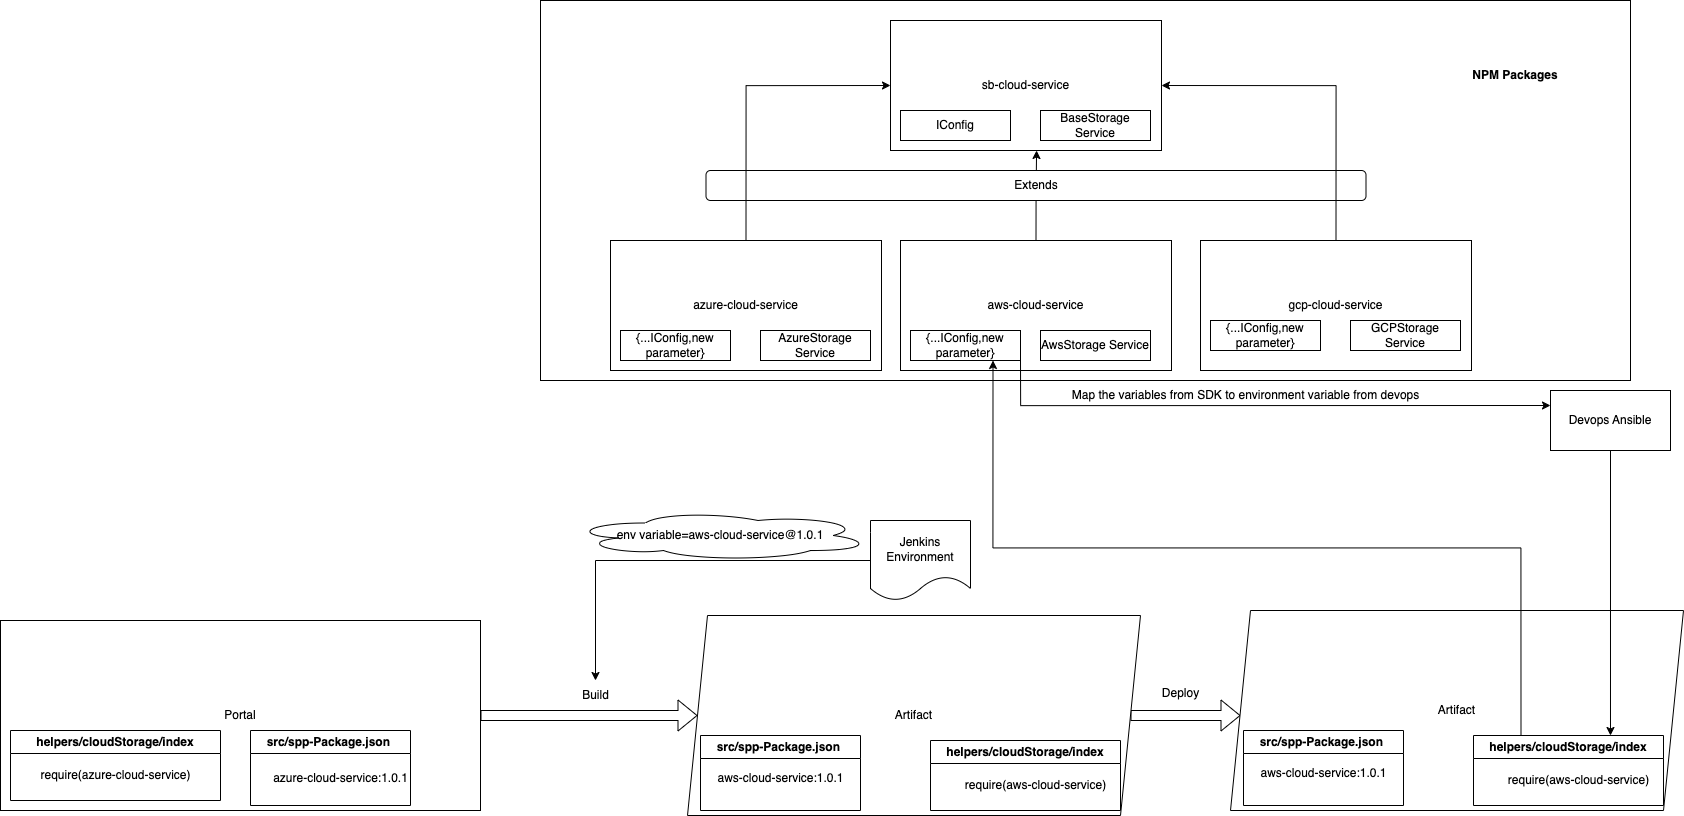 NPM Packages
sb-cloud-service
IConfig
BaseStorage
Service
Extends
azure-cloud-service
{...IConfig,new
parameter}
AzureStorage
Service
aws-cloud-service
{...IConfig,new
parameter}
AwsStorage Service
gcp-cloud-service
{...IConfig,new
parameter}
GCPStorage
Service
Map the variables from SDK to environment variable from devops
Devops Ansible
env variable=aws-cloud-service@1.0.1
Jenkins
Environment
Portal
helpers/cloudStorage/index
require(azure-cloud-service)
src/spp-Package.json
azure-cloud-service:1.0.1
Build
Artifact
src/spp-Package.json
aws-cloud-service:1.0.1
helpers/cloudStorage/index
require(aws-cloud-service)
Deploy
Artifact
src/spp-Package.json
aws-cloud-service:1.0.1
helpers/cloudStorage/index
require(aws-cloud-service)